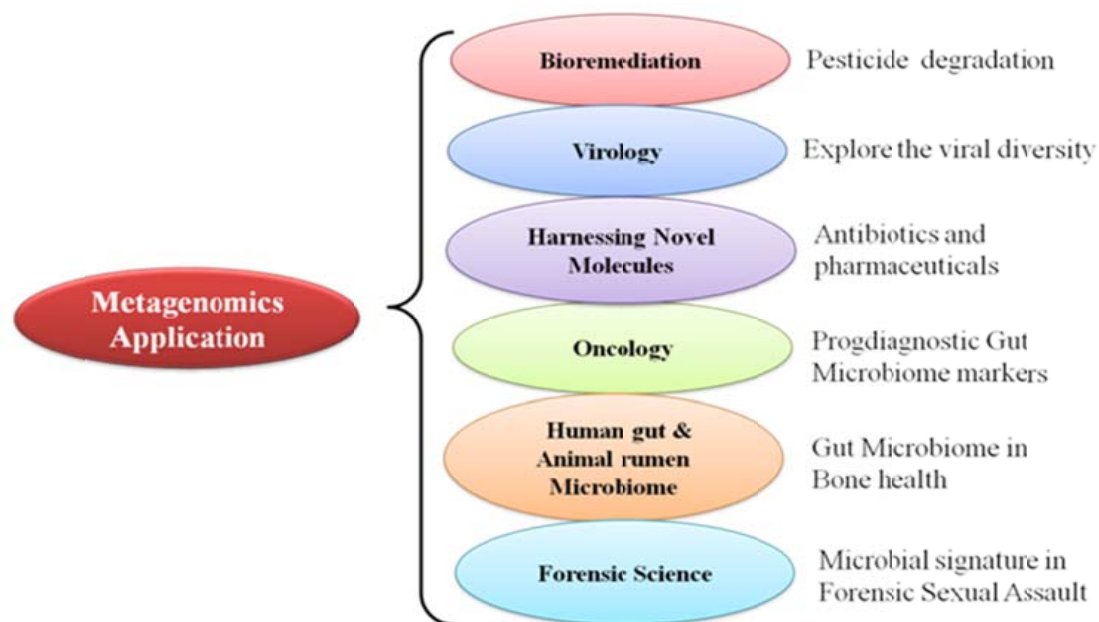 Metagenomics
Application
Bioremediation
Pesticide degradation
Virology
Explore the viral diversity
Harnessing Novel
Molecules
Antibiotics and
pharmaceuticals
Oncology
Progdiagnostic Gut
Microbiome markers
Human gut &
Animal rumen
Microbiome
Gut Microbiome in
Bone health
Forensic Science
Microbial signature in
Forensic Sexual Assault